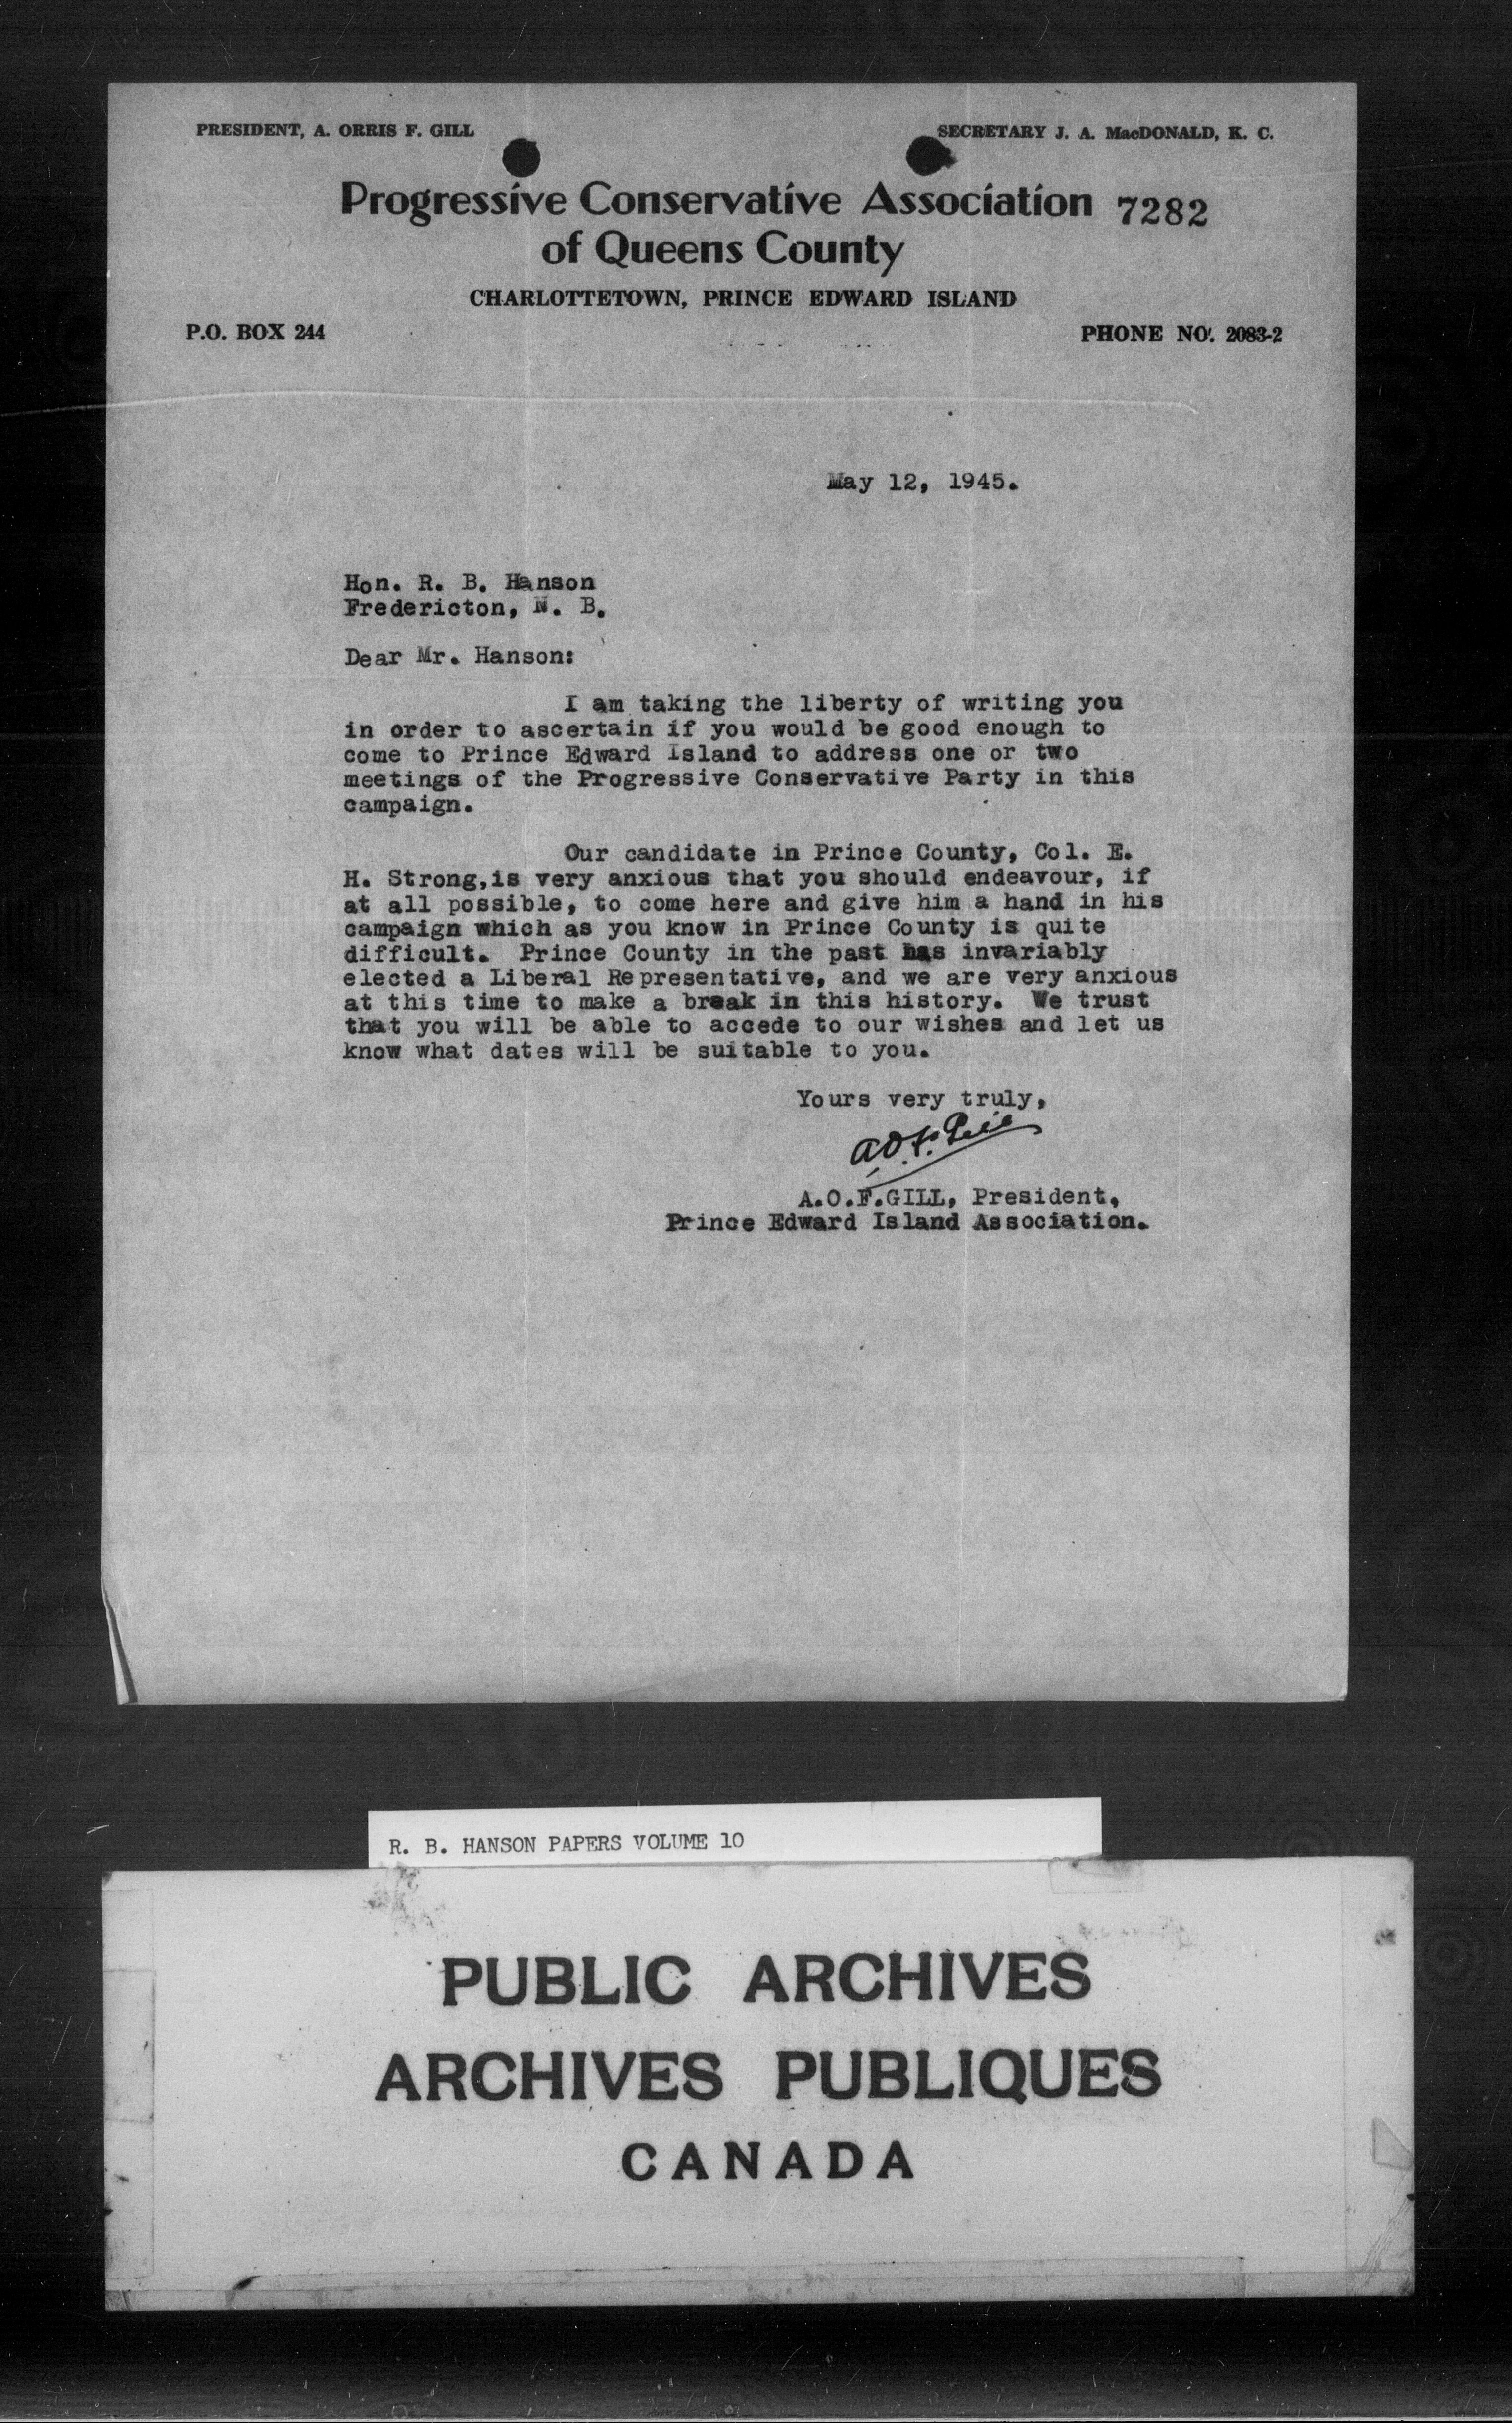 PRESIDENT, A. ORRIS F. GILL
SECRETARY J. A. MacDONALD, K. C.
Progressive Conservative Association 7282
of Queens County
CHARLOTTETOWN, PRINCE EDWARD ISLAND
P.O. BOX 244
PHONE NO. 2083-2
May 12, 1945.
Hon. R. B. Hanson
Fredericton, N. B.
Dear Mr. Hanson:
I am taking the liberty of writing you
in order to ascertain if you would be good enough to
come to Prince Edward Island to address one or two
meetings of the Progressive Conservative Party in this
campaign.
Our candidate in Prince County, Col. E.
H. Strong,is very anxious that you should endeavour, if
at all possible, to come here and give him a hand in his
campaign which as you know in Prince County is quite
difficult. Prince County in the past has invariably
elected a Liberal Representative, and we are very anxious
at this time to make a break in this history. We trust
that you will be able to accede to our wishes and let us
know what dates will be suitable to you.
Yours very truly,
A.O.F. Gill
A.O.F.GILL, President,
Prince Edward Island Association.
R. B. HANSON PAPERS VOLUME 10
PUBLIC ARCHIVES
ARCHIVES PUBLIQUES
CANADA